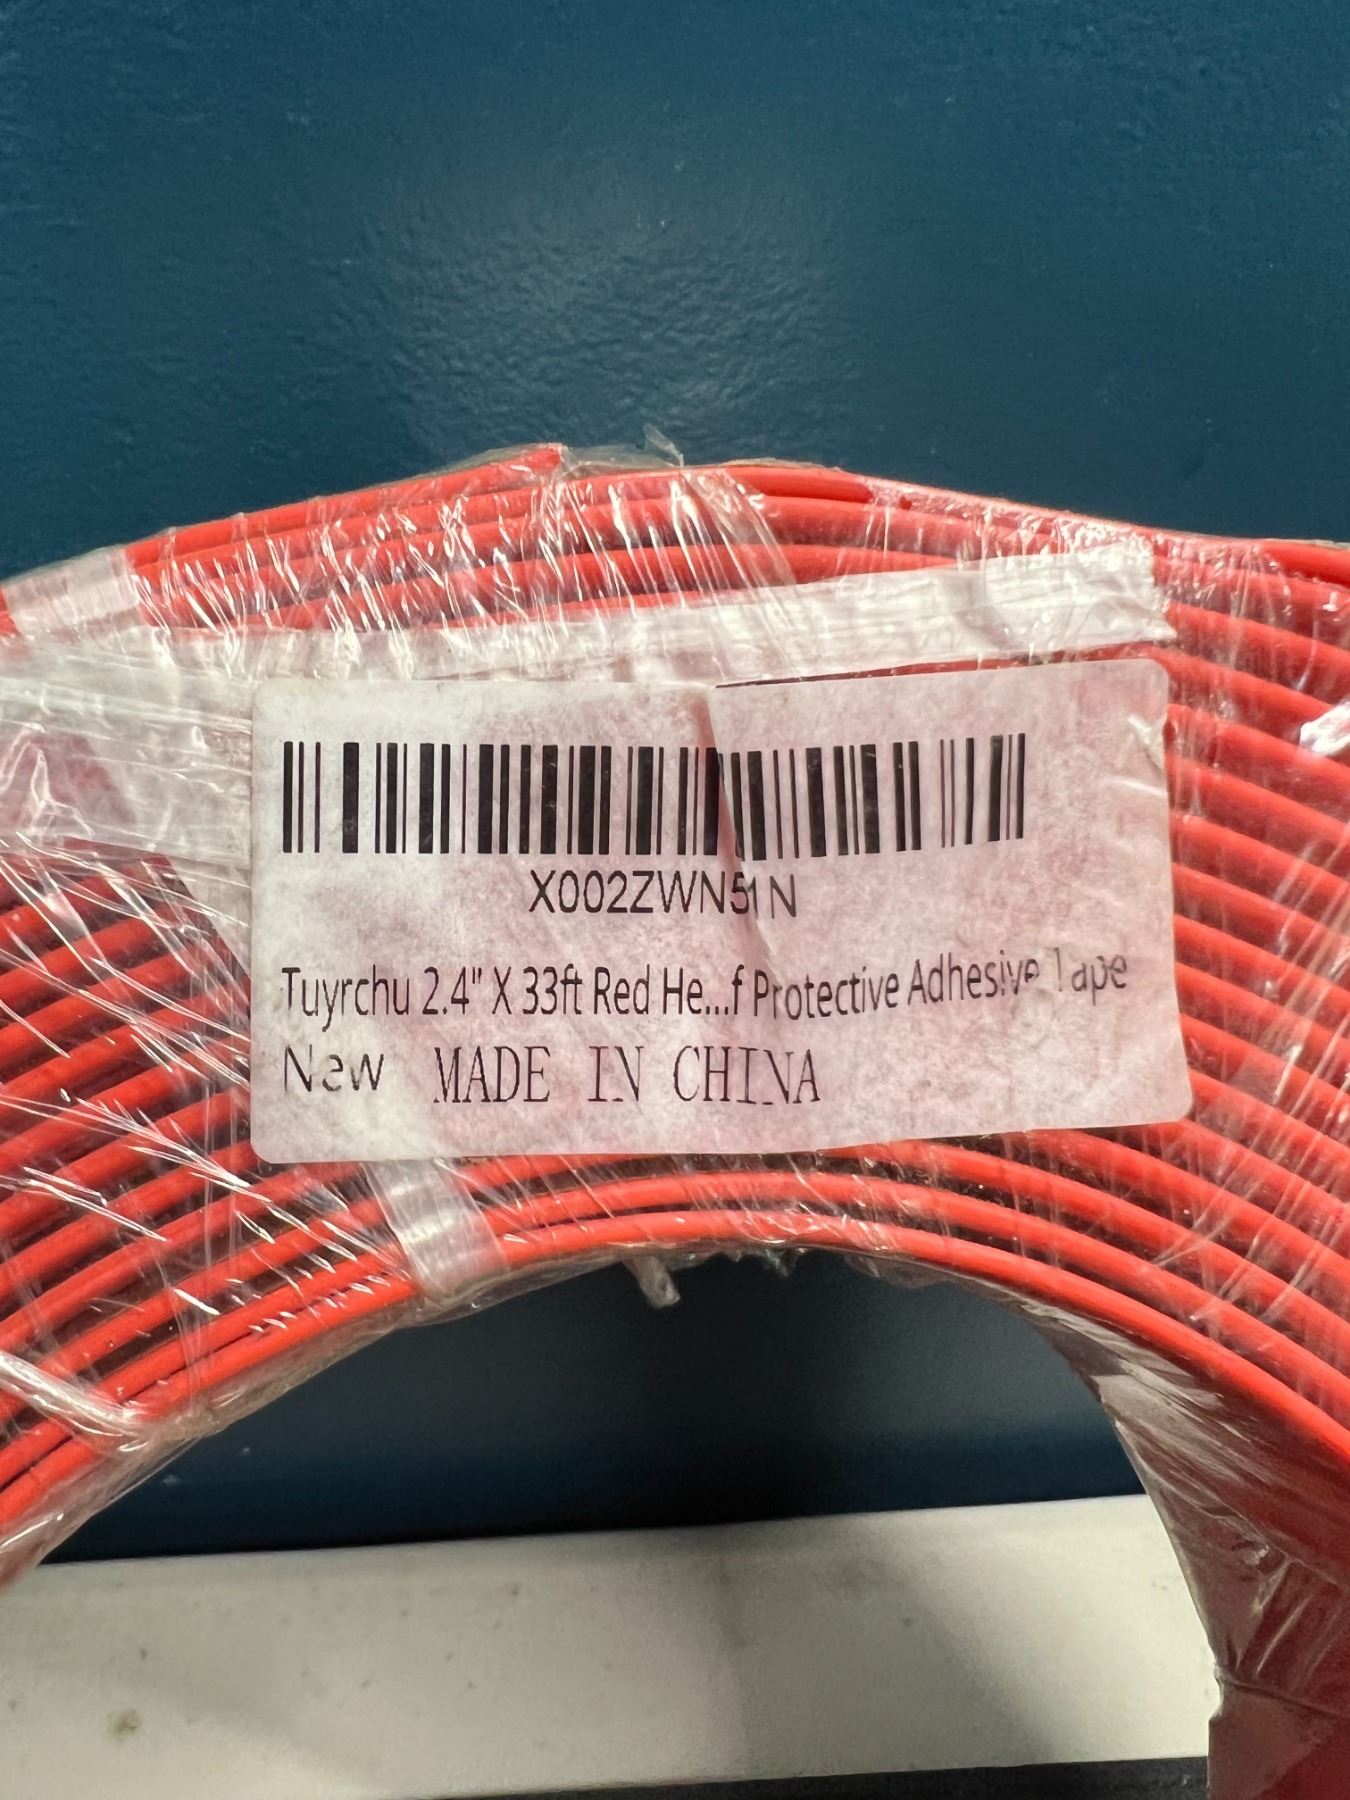 X002ZWN51N
Tuyrchu 2.4" X 33ft Red He...f Protective Adhesive Tape
New MADE IN CHINA